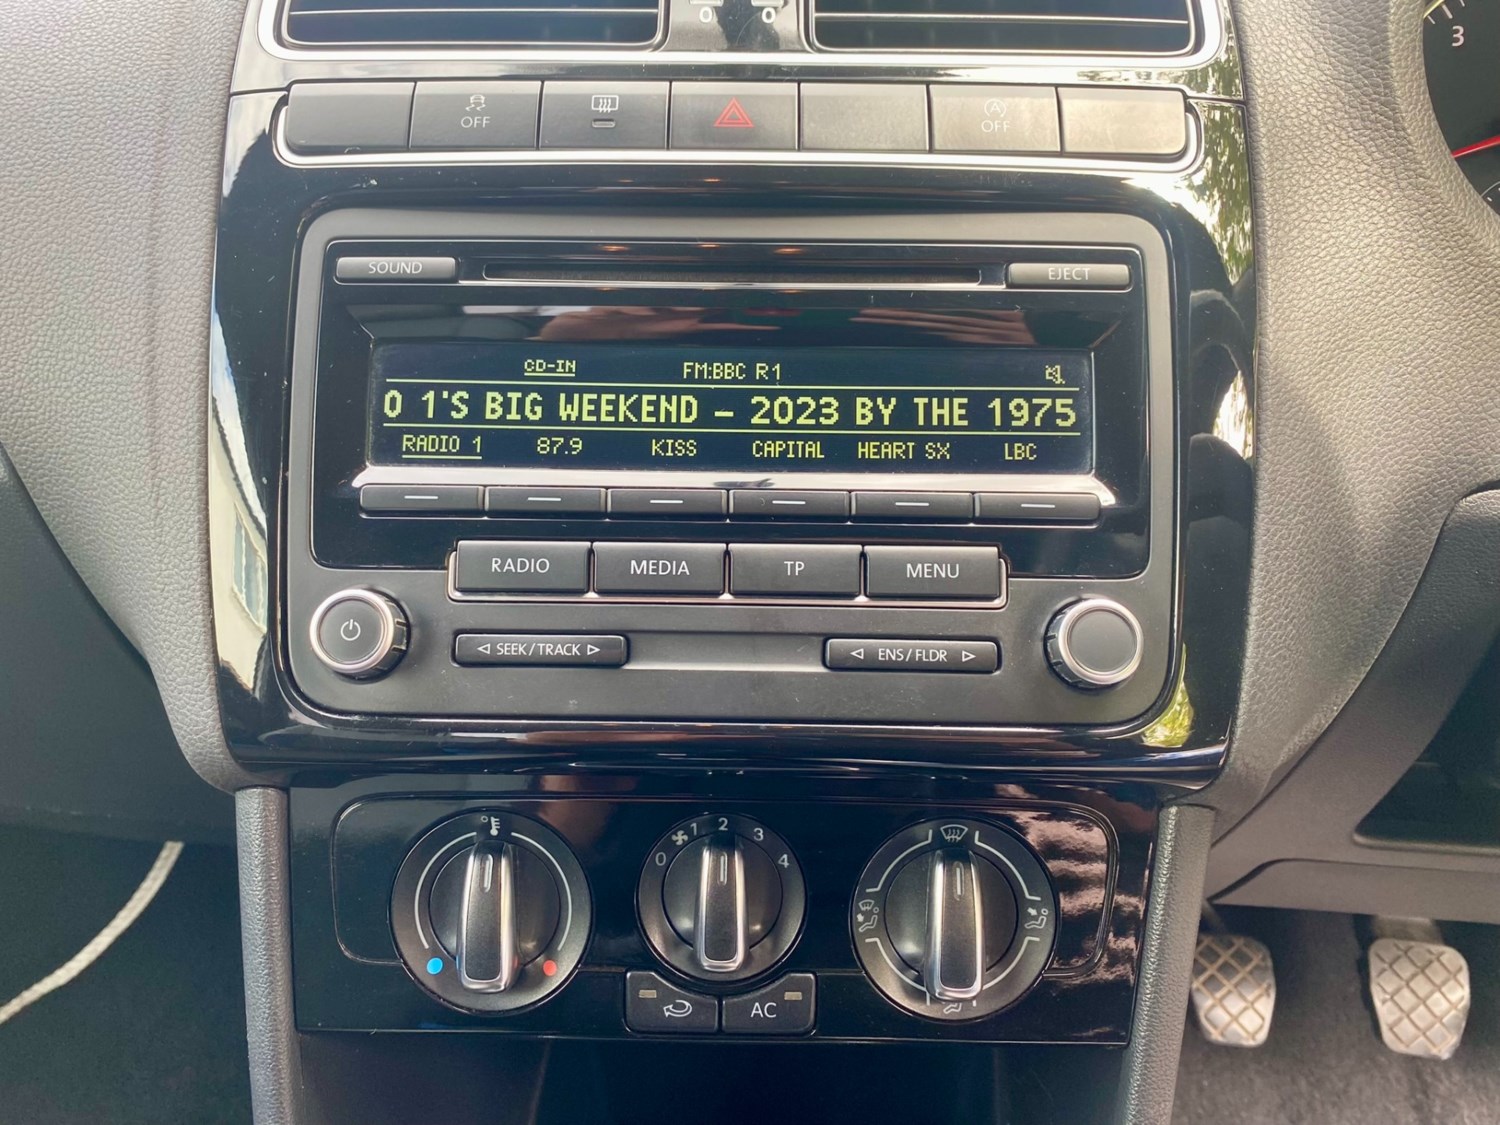 0 0
3
OFF
A
OFF
SOUND
EJECT
CD-IN FM:BBC R1
O 1'S BIG WEEKEND – 2023 BY THE 1975
RADIO 1 87.9 KISS CAPITAL HEART SX LBC
RADIO MEDIA TP MENU
SEEK/TRACK
ENS/FLDR
0 1 2 3 4
AC